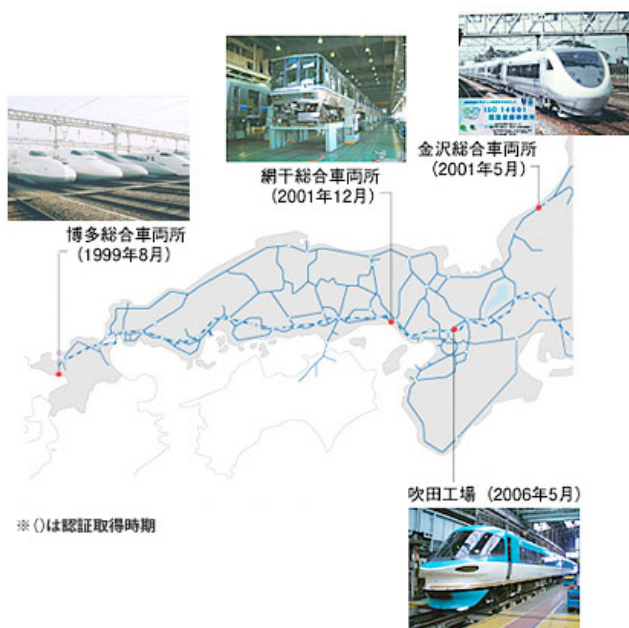 ISO 14001
金沢総合車両所
(2001年5月)
網干総合車両所
(2001年12月)
博多総合車両所
(1999年8月)
吹田工場 (2006年5月)
※()は認証取得時期